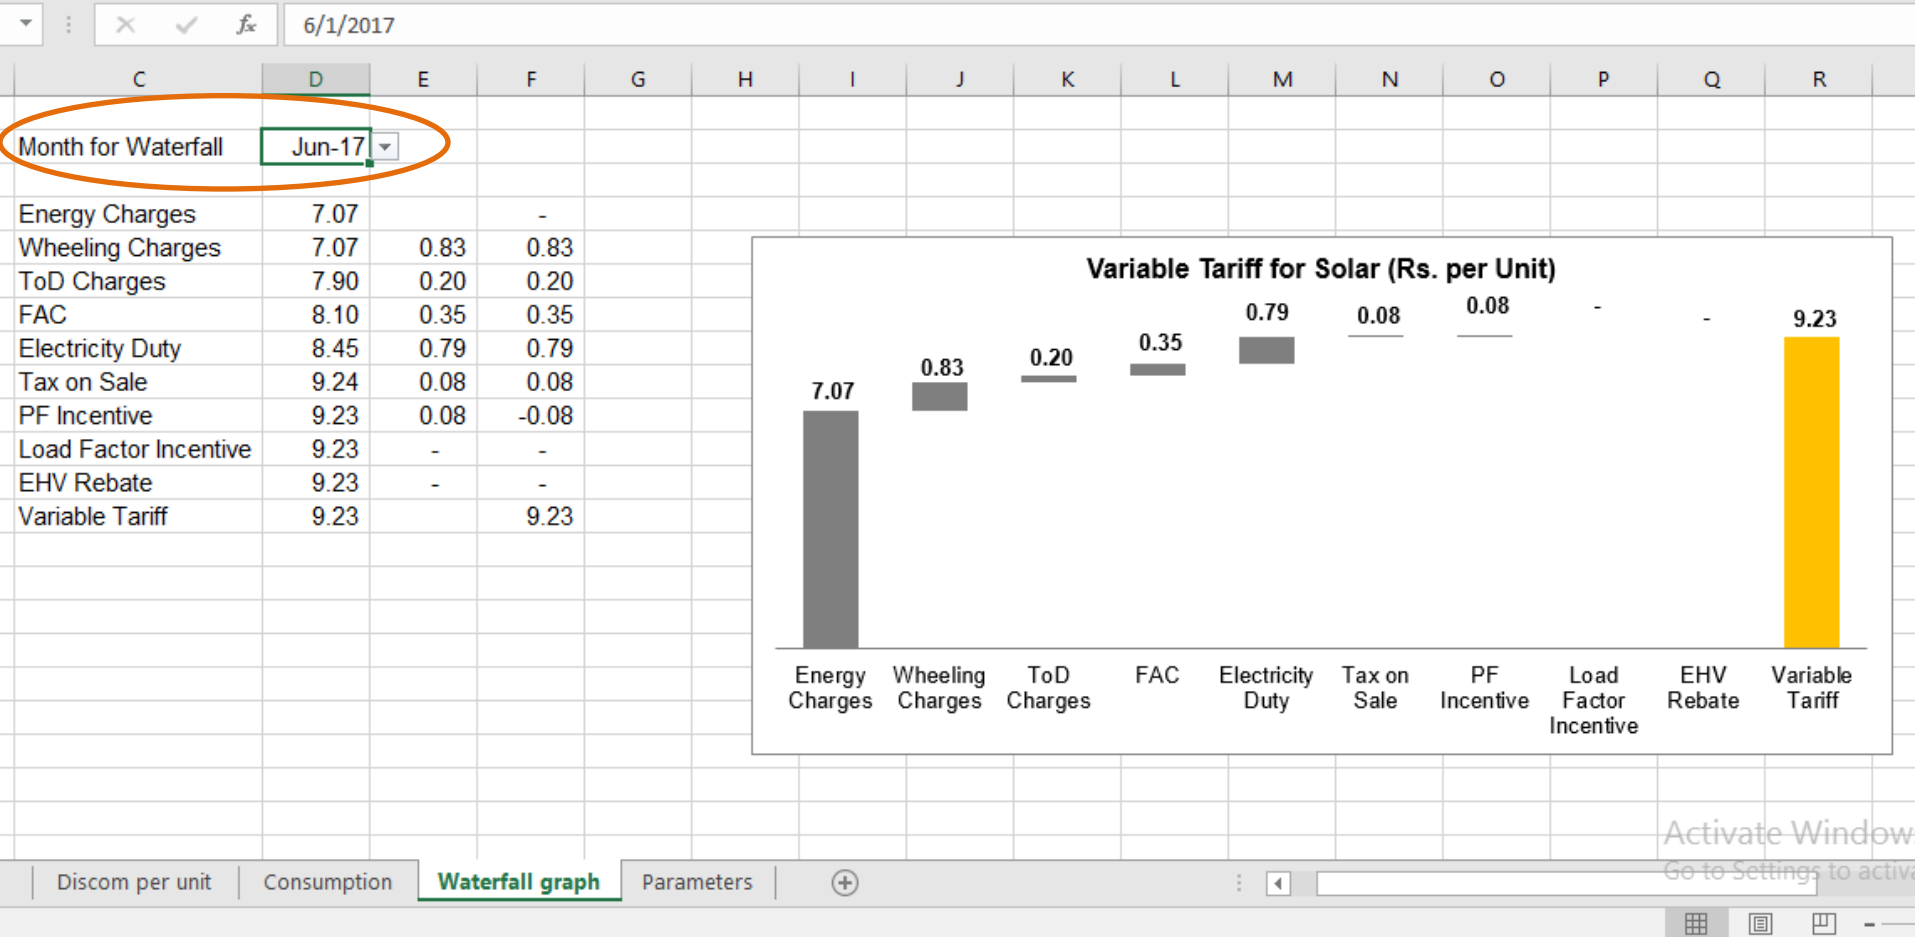 fx 6/1/2017
C D E F G H I J K L M N O P Q R
Month for Waterfall Jun-17
Energy Charges 7.07 -
Wheeling Charges 7.07 0.83 0.83
ToD Charges 7.90 0.20 0.20
FAC 8.10 0.35 0.35
Electricity Duty 8.45 0.79 0.79
Tax on Sale 9.24 0.08 0.08
PF Incentive 9.23 0.08 -0.08
Load Factor Incentive 9.23 - -
EHV Rebate 9.23 - -
Variable Tariff 9.23 9.23
Variable Tariff for Solar (Rs. per Unit)
7.07 0.83 0.20 0.35 0.79 0.08 0.08 - - 9.23
Energy Wheeling ToD FAC Electricity Tax on PF Load EHV Variable
Charges Charges Charges Duty Sale Incentive Factor Rebate Tariff
Incentive
Activate Window
Go to Settings to activa
Discom per unit Consumption Waterfall graph Parameters